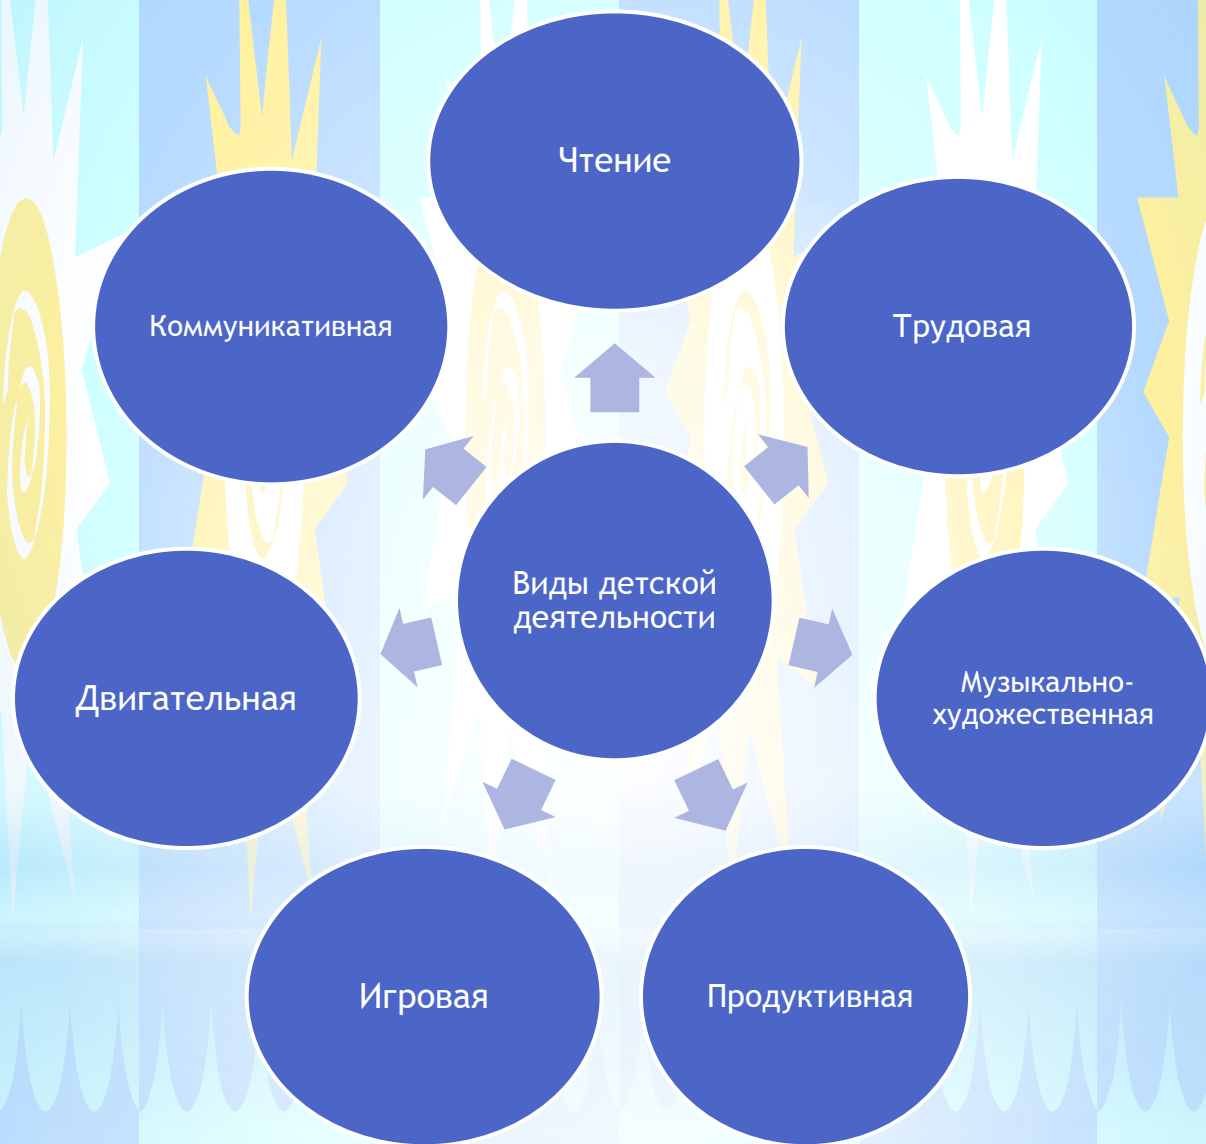 Чтение
Коммуникативная
Трудовая
Виды детской
деятельности
Двигательная
Музыкально-
художественная
Игровая
Продуктивная